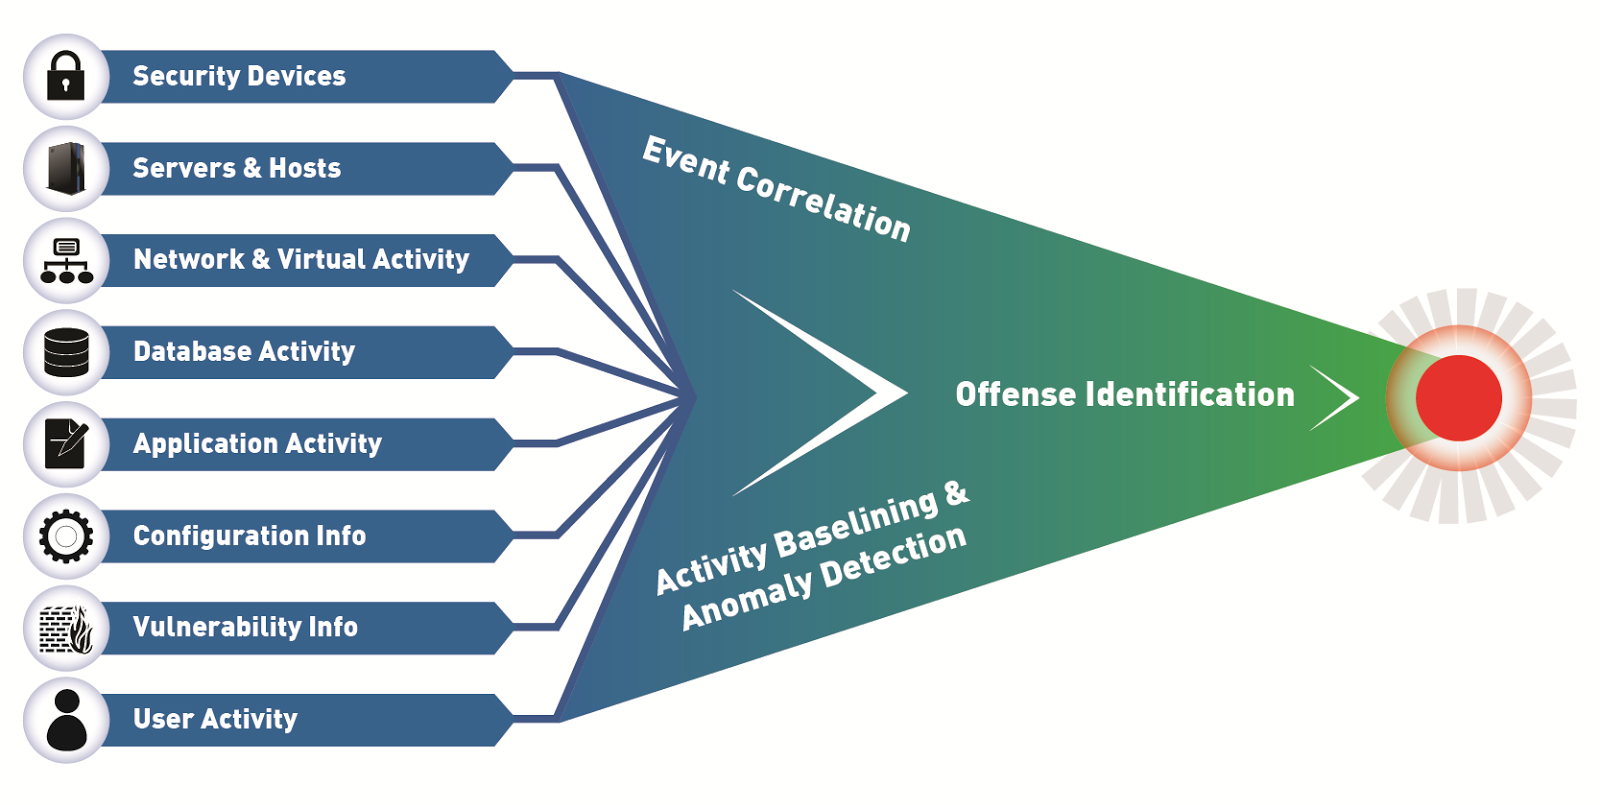 Security Devices
Servers & Hosts
Network & Virtual Activity
Database Activity
Application Activity
Configuration Info
Vulnerability Info
User Activity
Event Correlation
Activity Baselining &
Anomaly Detection
Offense Identification